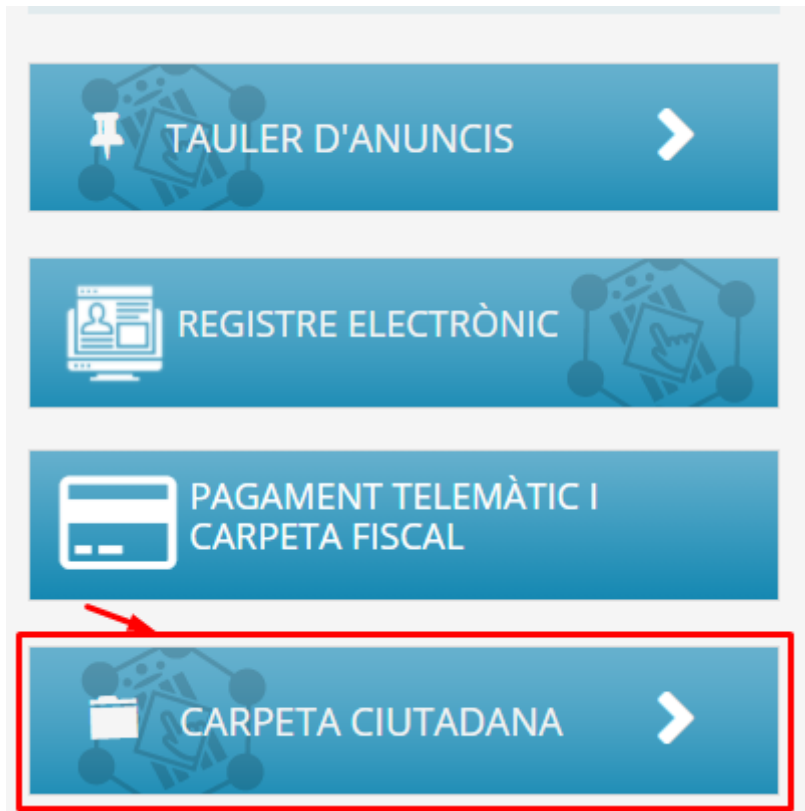 TAULER D'ANUNCIS
REGISTRE ELECTRÒNIC
PAGAMENT TELEMÀTIC I
CARPETA FISCAL
CARPETA CIUTADANA